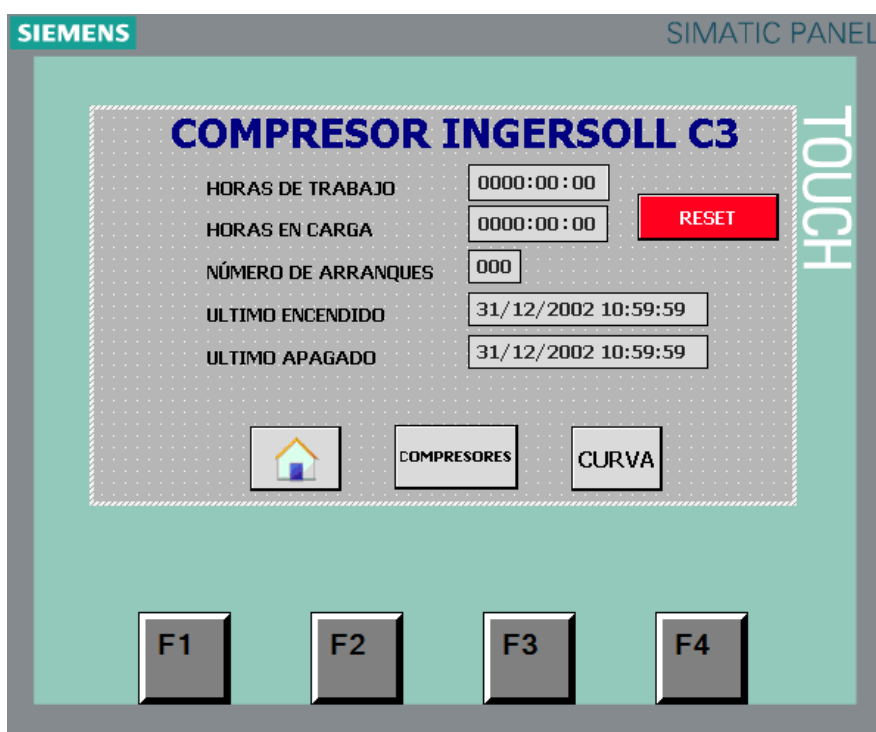 SIEMENS
SIMATIC PANEL
TOUCH
COMPRESOR INGERSOLL C3
HORAS DE TRABAJO 0000:00:00
HORAS EN CARGA 0000:00:00
RESET
NÚMERO DE ARRANQUES 000
ULTIMO ENCENDIDO 31/12/2002 10:59:59
ULTIMO APAGADO 31/12/2002 10:59:59
COMPRESORES
CURVA
F1 F2 F3 F4